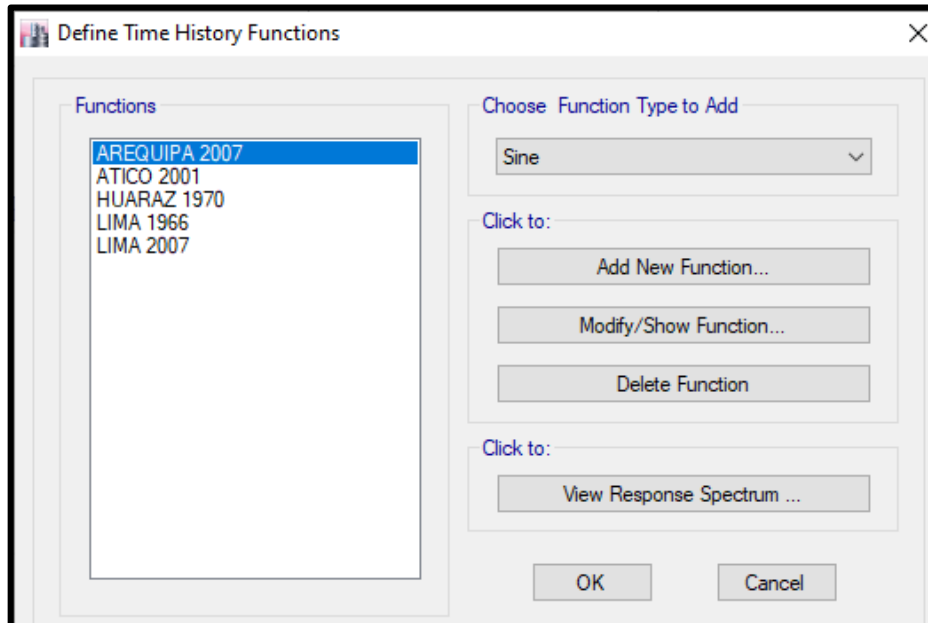 Define Time History Functions
Functions
AREQUIPA 2007
ATICO 2001
HUARAZ 1970
LIMA 1966
LIMA 2007
Choose Function Type to Add
Sine
Click to:
Add New Function...
Modify/Show Function...
Delete Function
Click to:
View Response Spectrum ...
OK
Cancel